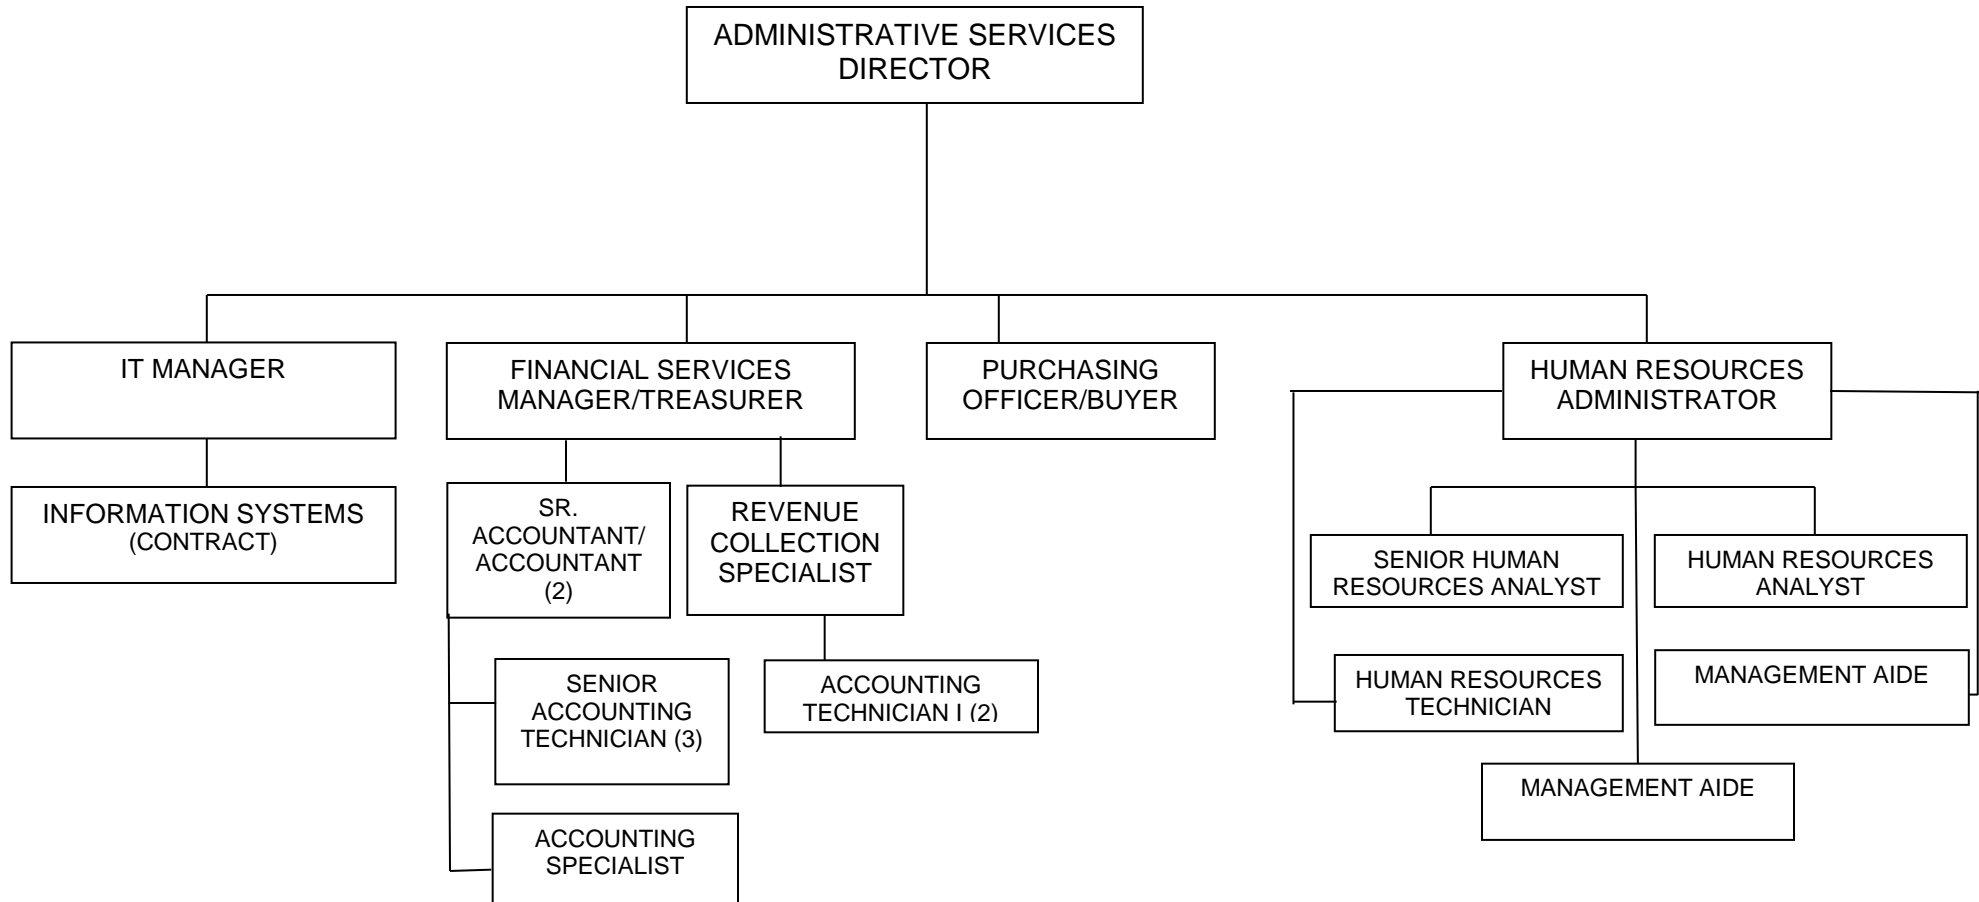 ADMINISTRATIVE SERVICES
DIRECTOR
IT MANAGER
FINANCIAL SERVICES
MANAGER/TREASURER
PURCHASING
OFFICER/BUYER
HUMAN RESOURCES
ADMINISTRATOR
INFORMATION SYSTEMS
(CONTRACT)
SR.
ACCOUNTANT/
ACCOUNTANT
(2)
REVENUE
COLLECTION
SPECIALIST
SENIOR HUMAN
RESOURCES ANALYST
HUMAN RESOURCES
ANALYST
SENIOR
ACCOUNTING
TECHNICIAN (3)
ACCOUNTING
TECHNICIAN I (2)
HUMAN RESOURCES
TECHNICIAN
MANAGEMENT AIDE
MANAGEMENT AIDE
ACCOUNTING
SPECIALIST